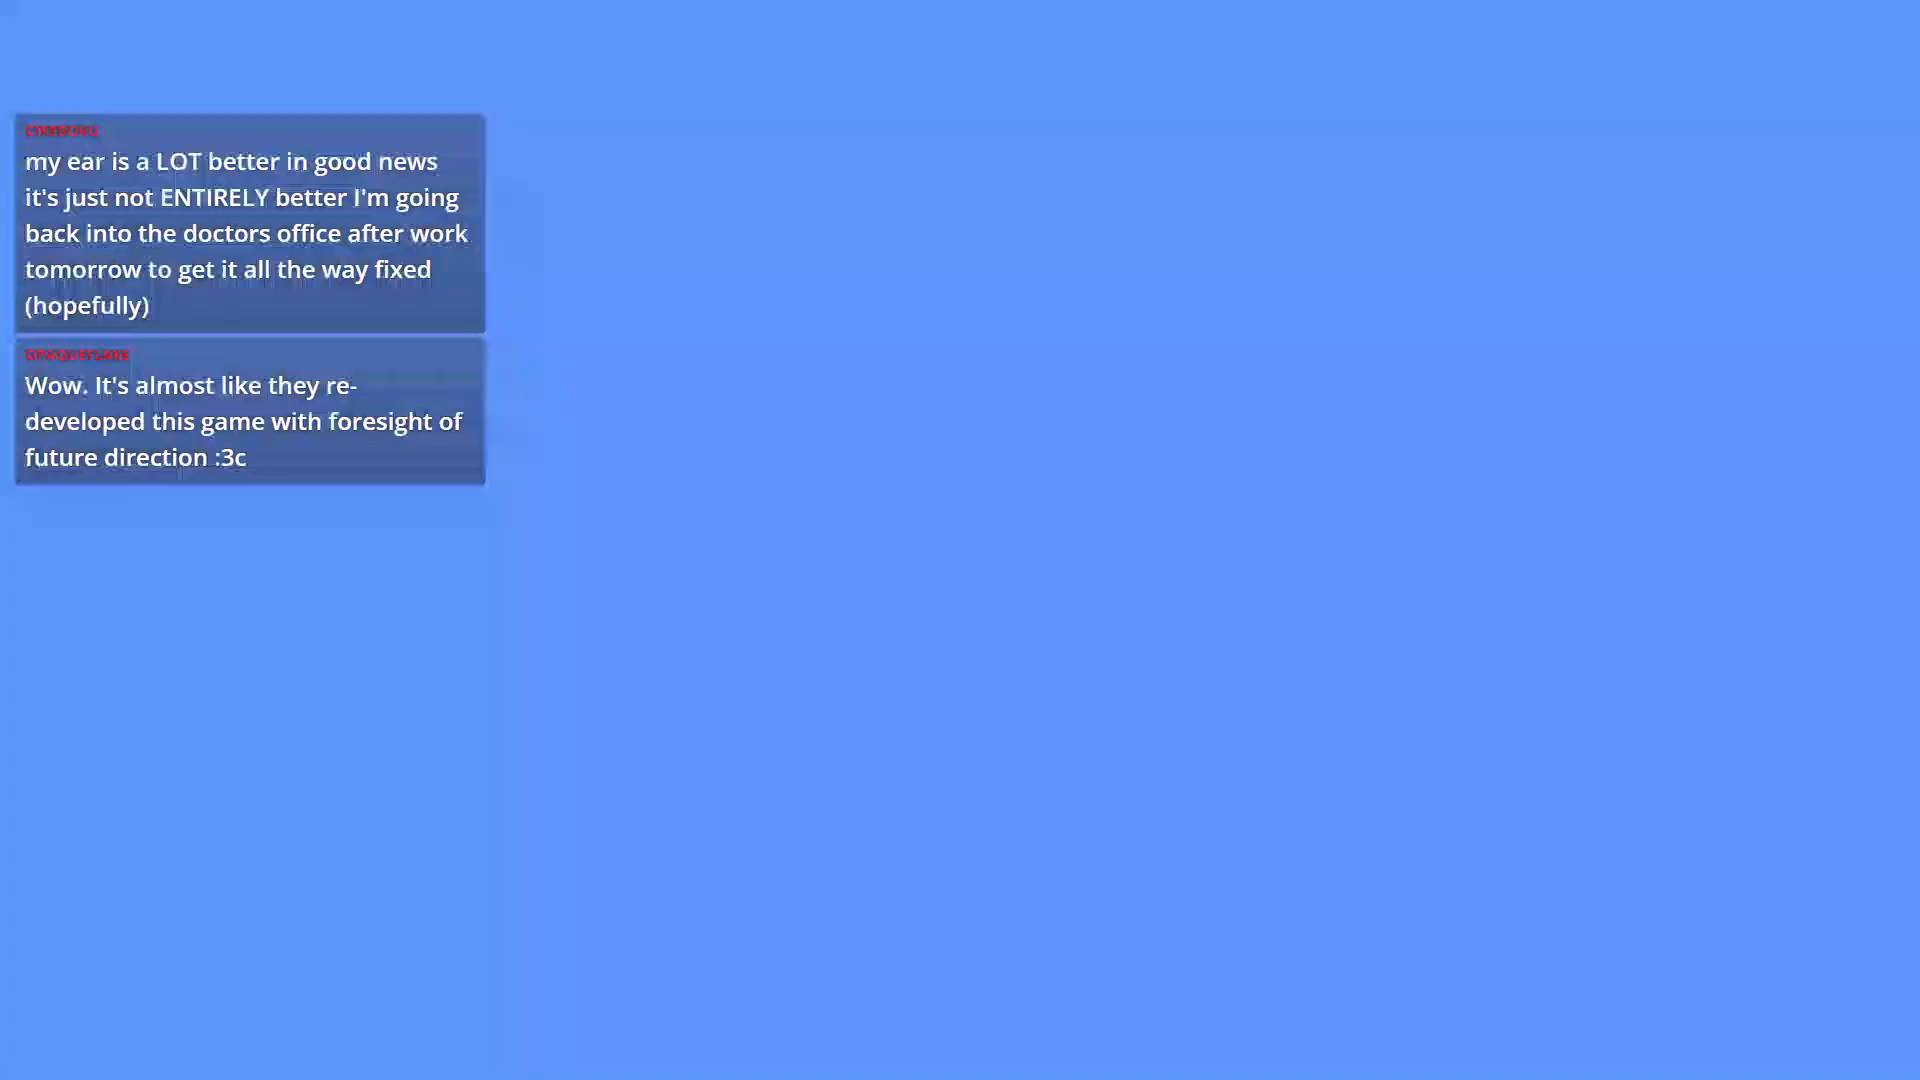 my ear is a LOT better in good news
it's just not ENTIRELY better I'm going
back into the doctors office after work
tomorrow to get it all the way fixed
(hopefully)
Wow. It's almost like they re-
developed this game with foresight of
future direction :3c